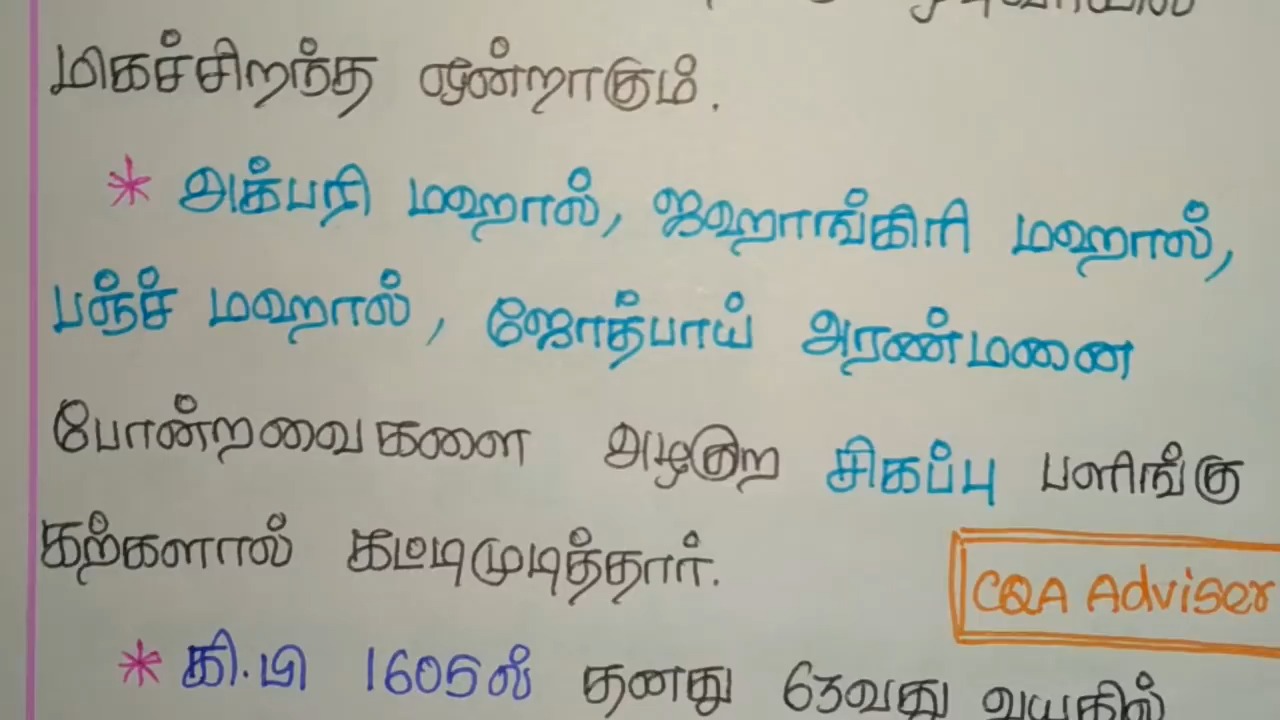 மிகச்சிறந்த ஒன்றாகும்.
* அக்பரி மஹால், ஜஹாங்கிரி மஹால்,
பஞ்ச் மஹால், ஜோத்பாய் அரண்மனை
போன்றவைகளை அழகுற சிகப்பு பளிங்கு
கற்களால் கட்டிமுடித்தார்.
CQA Adviser
* கி.பி 1605ல் தனது 63வது வயதில்